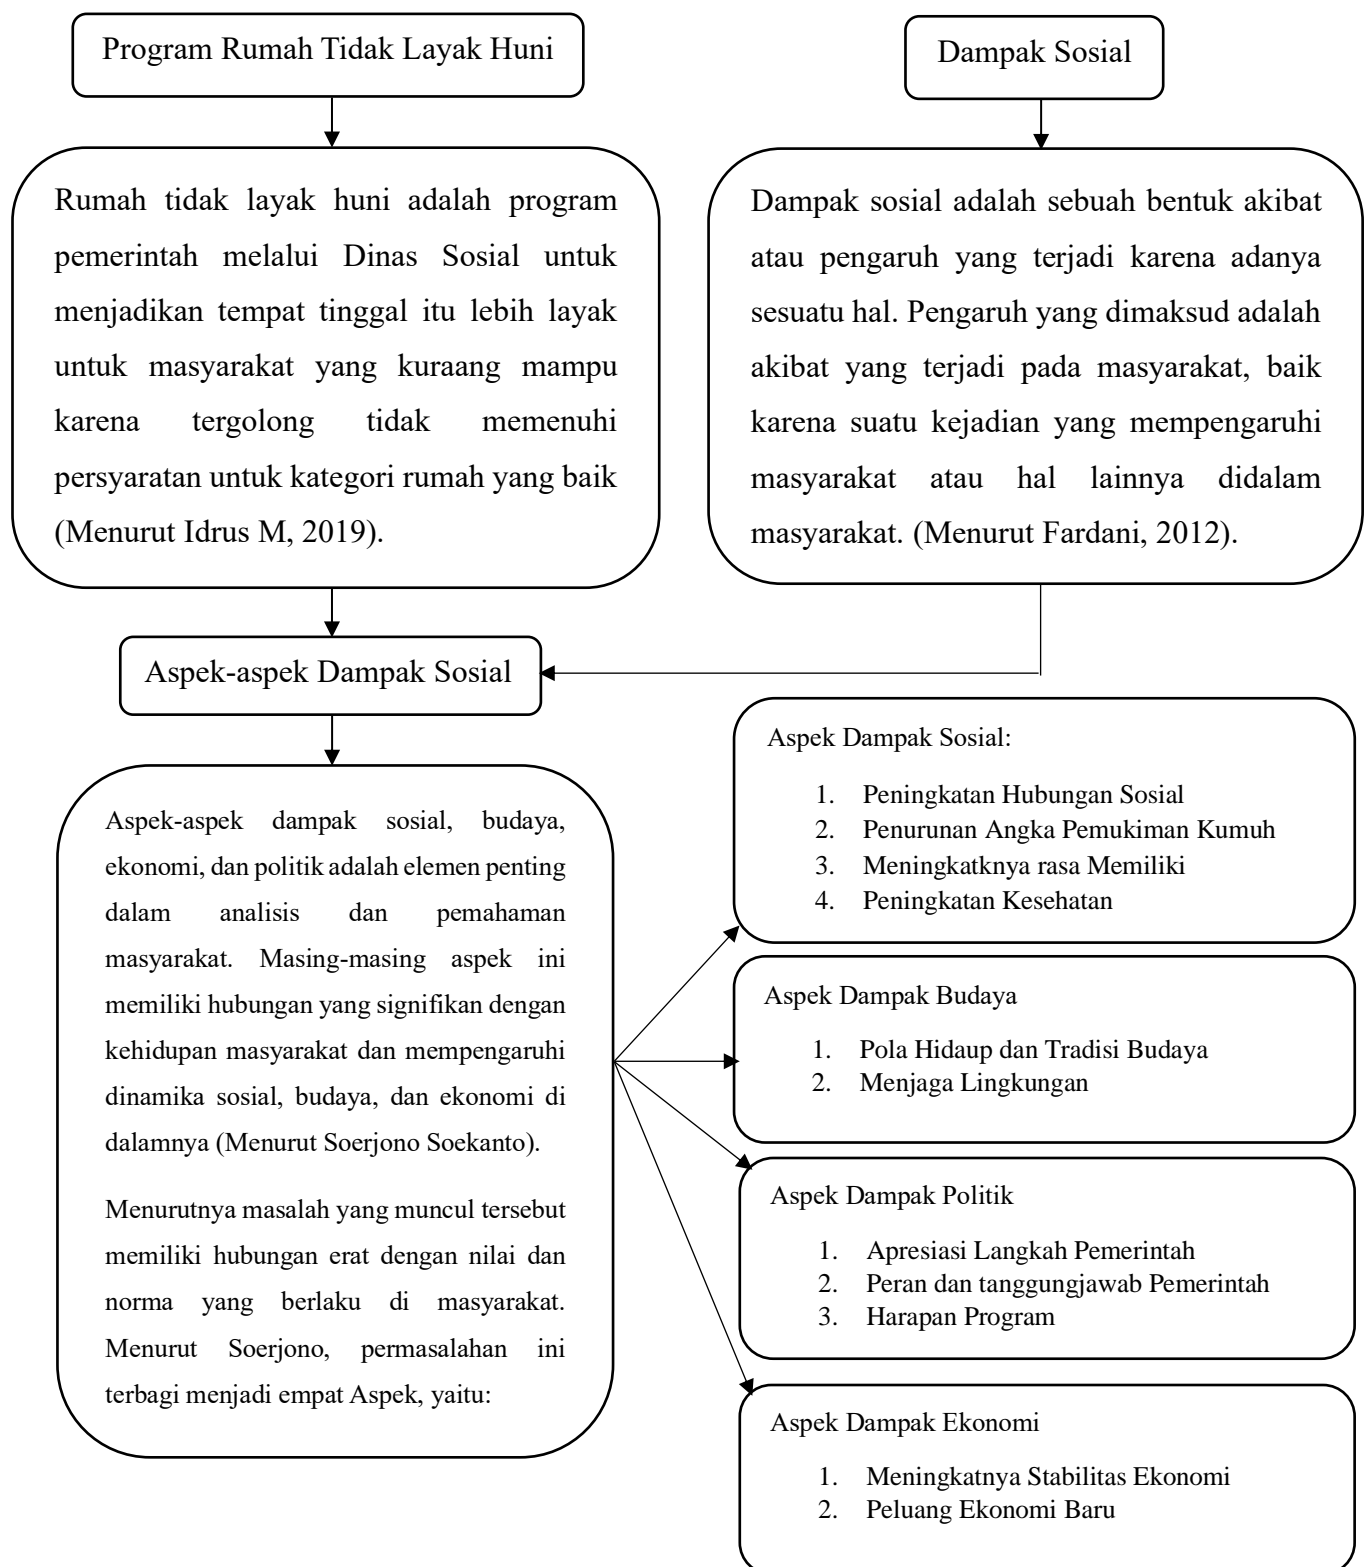 Program Rumah Tidak Layak Huni
Dampak Sosial
Rumah tidak layak huni adalah program
pemerintah melalui Dinas Sosial untuk
menjadikan tempat tinggal itu lebih layak
untuk masyarakat yang kuraang mampu
karena tergolong tidak memenuhi
persyaratan untuk kategori rumah yang baik
(Menurut Idrus M, 2019).
Dampak sosial adalah sebuah bentuk akibat
atau pengaruh yang terjadi karena adanya
sesuatu hal. Pengaruh yang dimaksud adalah
akibat yang terjadi pada masyarakat, baik
karena suatu kejadian yang mempengaruhi
masyarakat atau hal lainnya didalam
masyarakat. (Menurut Fardani, 2012).
Aspek-aspek Dampak Sosial
Aspek-aspek dampak sosial, budaya,
ekonomi, dan politik adalah elemen penting
dalam analisis dan pemahaman
masyarakat. Masing-masing aspek ini
memiliki hubungan yang signifikan dengan
kehidupan masyarakat dan mempengaruhi
dinamika sosial, budaya, dan ekonomi di
dalamnya (Menurut Soerjono Soekanto).
Menurutnya masalah yang muncul tersebut
memiliki hubungan erat dengan nilai dan
norma yang berlaku di masyarakat.
Menurut Soerjono, permasalahan ini
terbagi menjadi empat Aspek, yaitu:
Aspek Dampak Sosial:
1. Peningkatan Hubungan Sosial
2. Penurunan Angka Pemukiman Kumuh
3. Meningkatknya rasa Memiliki
4. Peningkatan Kesehatan
Aspek Dampak Budaya
1. Pola Hidaup dan Tradisi Budaya
2. Menjaga Lingkungan
Aspek Dampak Politik
1. Apresiasi Langkah Pemerintah
2. Peran dan tanggungjawab Pemerintah
3. Harapan Program
Aspek Dampak Ekonomi
1. Meningkatnya Stabilitas Ekonomi
2. Peluang Ekonomi Baru